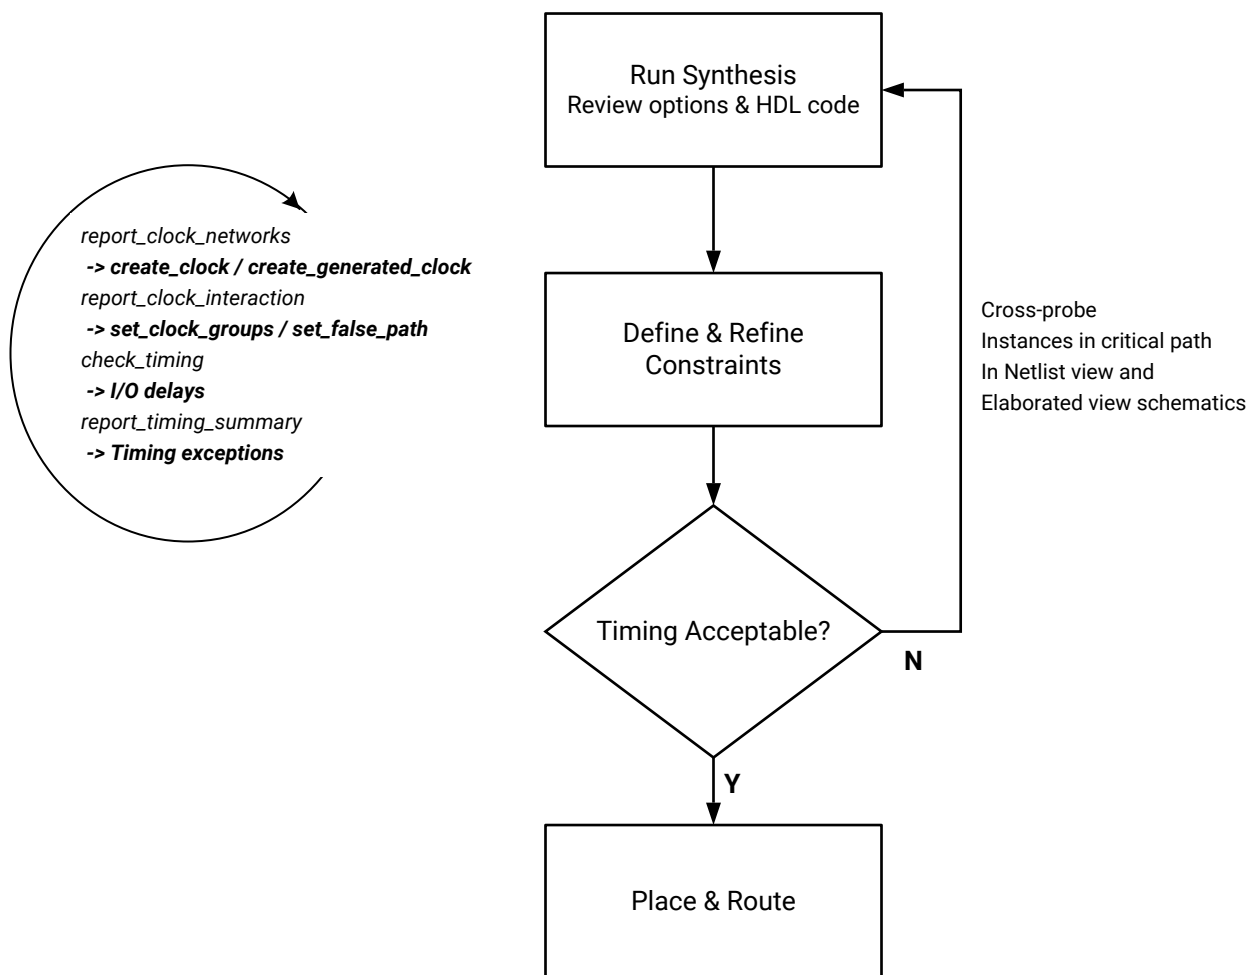 Run Synthesis
Review options & HDL code
report_clock_networks
-> create_clock / create_generated_clock
report_clock_interaction
-> set_clock_groups / set_false_path
check_timing
-> I/O delays
report_timing_summary
-> Timing exceptions
Define & Refine
Constraints
Cross-probe
Instances in critical path
In Netlist view and
Elaborated view schematics
Timing Acceptable?
N
Y
Place & Route